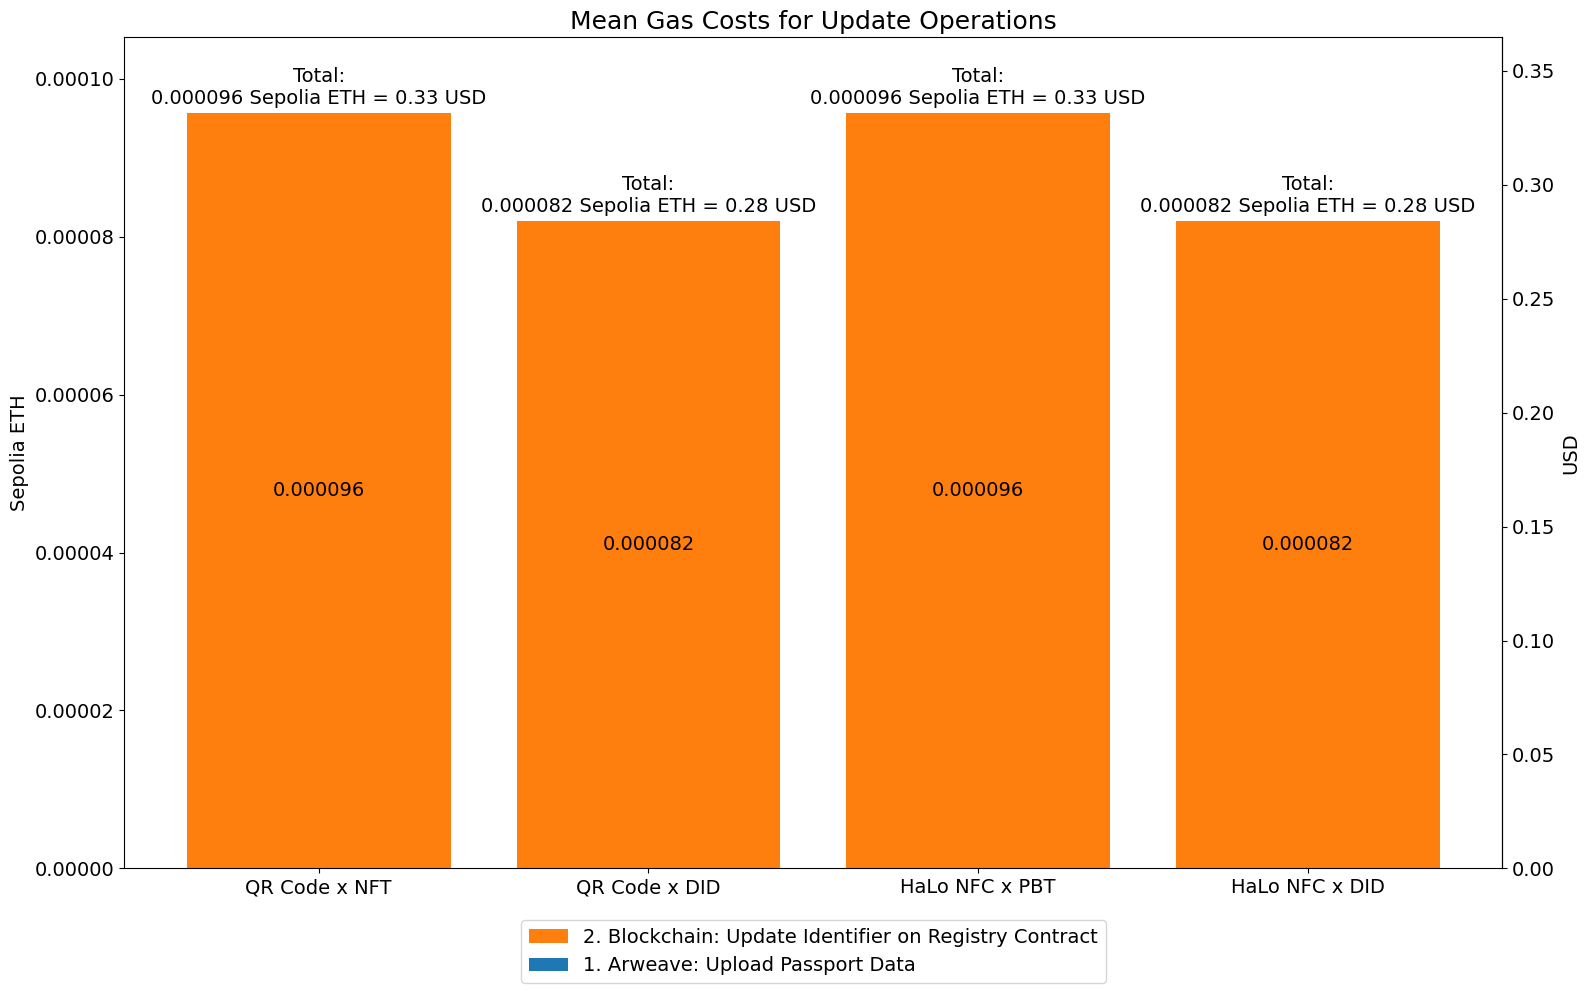 Mean Gas Costs for Update Operations
Total:
0.000096 Sepolia ETH = 0.33 USD
Total:
0.000082 Sepolia ETH = 0.28 USD
Total:
0.000096 Sepolia ETH = 0.33 USD
Total:
0.000082 Sepolia ETH = 0.28 USD
0.00010
0.00008
0.00006
0.00004
0.00002
0.00000
Sepolia ETH
0.000096
0.000082
0.000096
0.000082
0.35
0.30
0.25
0.20
0.15
0.10
0.05
0.00
USD
QR Code x NFT
QR Code x DID
HaLo NFC x PBT
HaLo NFC x DID
2. Blockchain: Update Identifier on Registry Contract
1. Arweave: Upload Passport Data